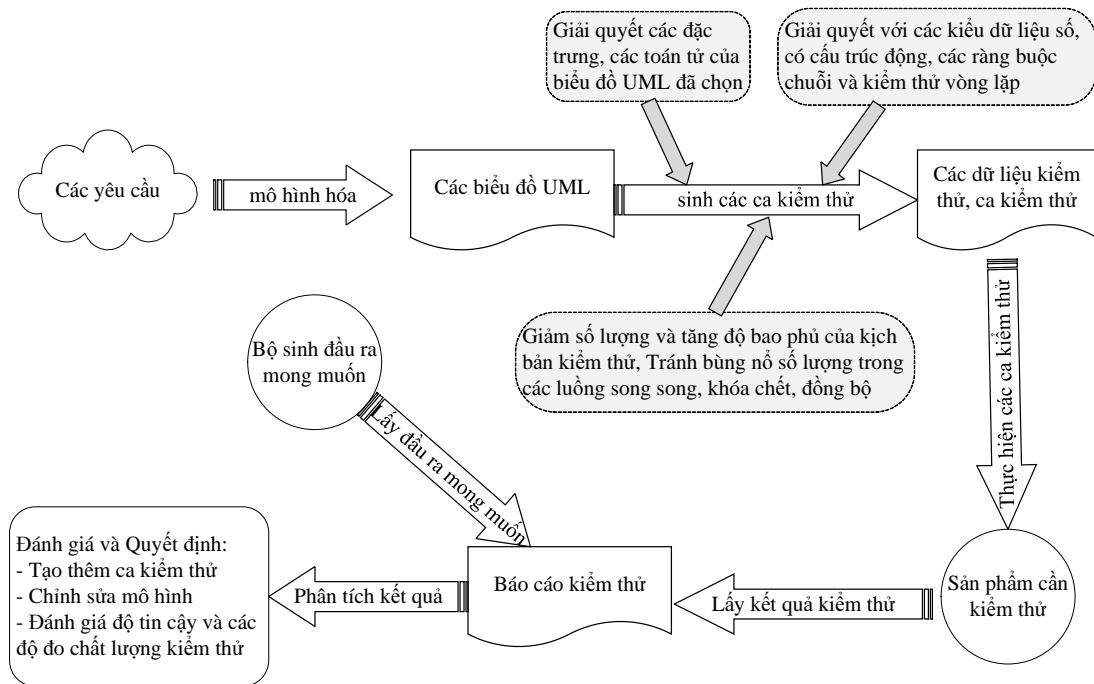 Giải quyết các đặc
trưng, các toán tử của
biểu đồ UML đã chọn
Giải quyết với các kiểu dữ liệu số,
có cấu trúc động, các ràng buộc
chuỗi và kiểm thử vòng lặp
Các yêu cầu
mô hình hóa
Các biểu đồ UML
sinh các ca kiểm thử
Các dữ liệu kiểm
thử, ca kiểm thử
Giảm số lượng và tăng độ bao phủ của kịch
bản kiểm thử, Tránh bùng nổ số lượng trong
các luồng song song, khóa chết, đồng bộ
Thực hiện các ca kiểm thử
Bộ sinh đầu ra
mong muốn
Lấy đầu ra mong muốn
Sản phẩm cần
kiểm thử
Lấy kết quả kiểm thử
Báo cáo kiểm thử
Phân tích kết quả
Đánh giá và Quyết định:
- Tạo thêm ca kiểm thử
- Chỉnh sửa mô hình
- Đánh giá độ tin cậy và các
độ đo chất lượng kiểm thử